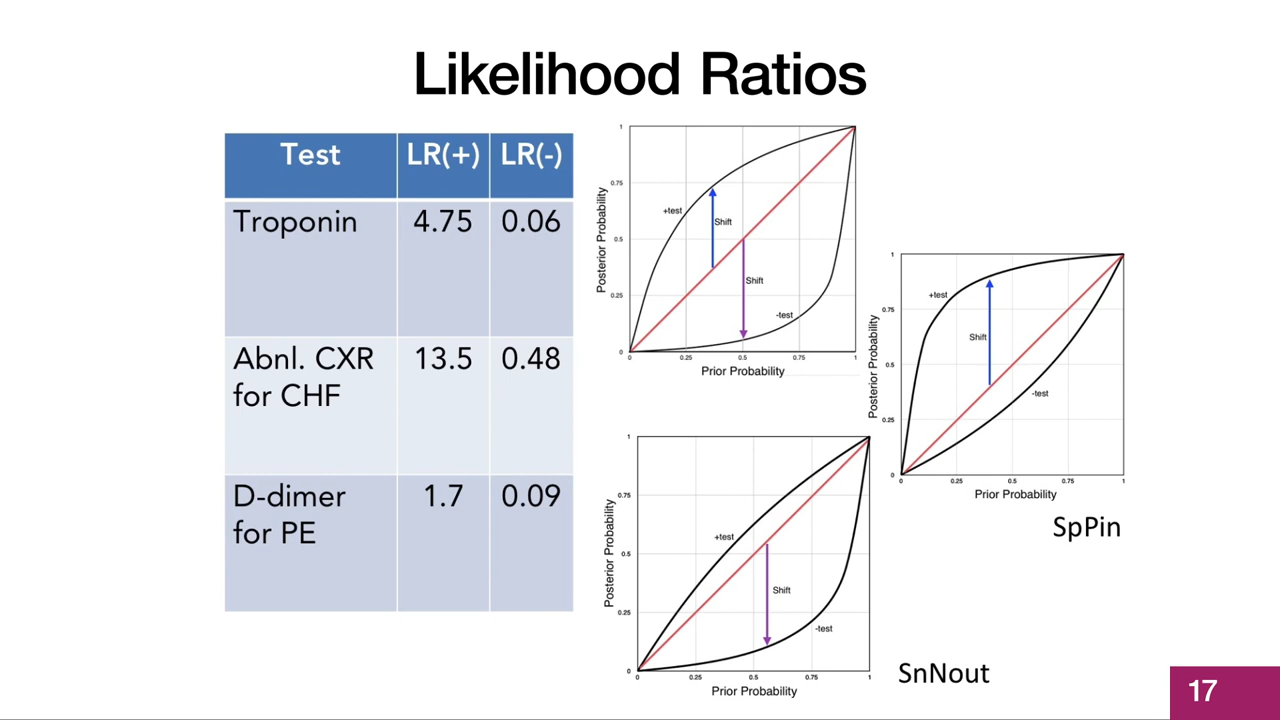 Likelihood Ratios
Test LR(+) LR(-)
Troponin 4.75 0.06
Abnl. CXR 13.5 0.48
for CHF
D-dimer 1.7 0.09
for PE
1
0.75
0.5
0.25
0
Posterior Probability
+test
Shift
Shift
-test
0 0.25 0.5 0.75 1
Prior Probability
1
0.75
0.5
0.25
0
Posterior Probability
+test
Shift
-test
0 0.25 0.5 0.75 1
Prior Probability
SpPin
1
0.75
0.5
0.25
0
Posterior Probability
+test
Shift
-test
0 0.25 0.5 0.75 1
Prior Probability
SnNout
17